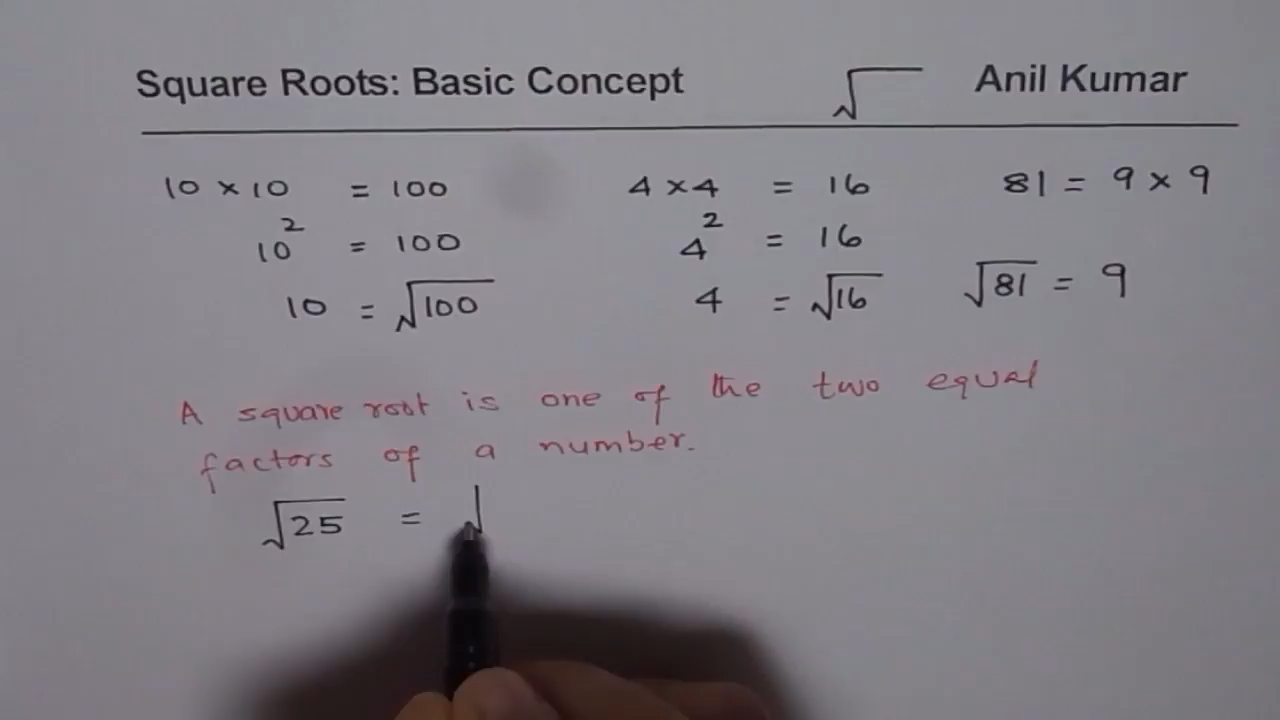 Square Roots: Basic Concept √ Anil Kumar
10 × 10 = 100 4 × 4 = 16 81 = 9 × 9
10² = 100 4² = 16
10 = √100 4 = √16 √81 = 9
A square root is one of the two equal
factors of a number.
√25 = √